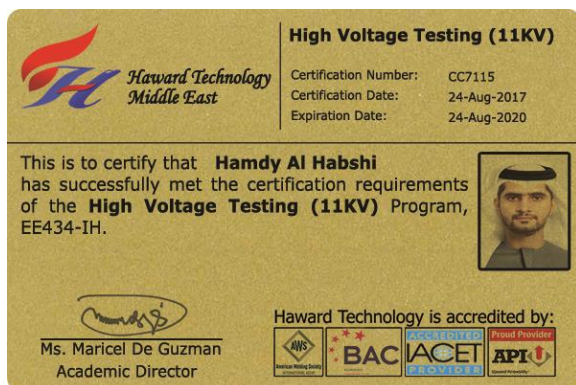 Haward Technology
Middle East
High Voltage Testing (11KV)
Certification Number: CC7115
Certification Date: 24-Aug-2017
Expiration Date: 24-Aug-2020
This is to certify that Hamdy Al Habshi
has successfully met the certification requirements
of the High Voltage Testing (11KV) Program,
EE434-IH.
Ms. Maricel De Guzman
Academic Director
Haward Technology is accredited by:
AWS
American Welding Society
BAC
ACCREDITED
IACET
PROVIDER
Proud Provider
API U